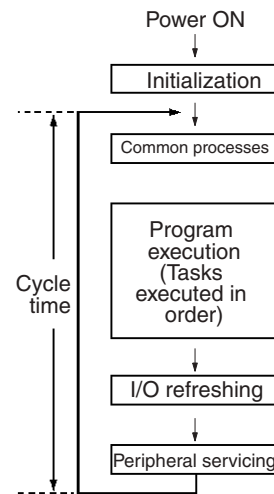 Power ON
Initialization
Common processes
Program
execution
(Tasks
executed in
order)
Cycle
time
I/O refreshing
Peripheral servicing